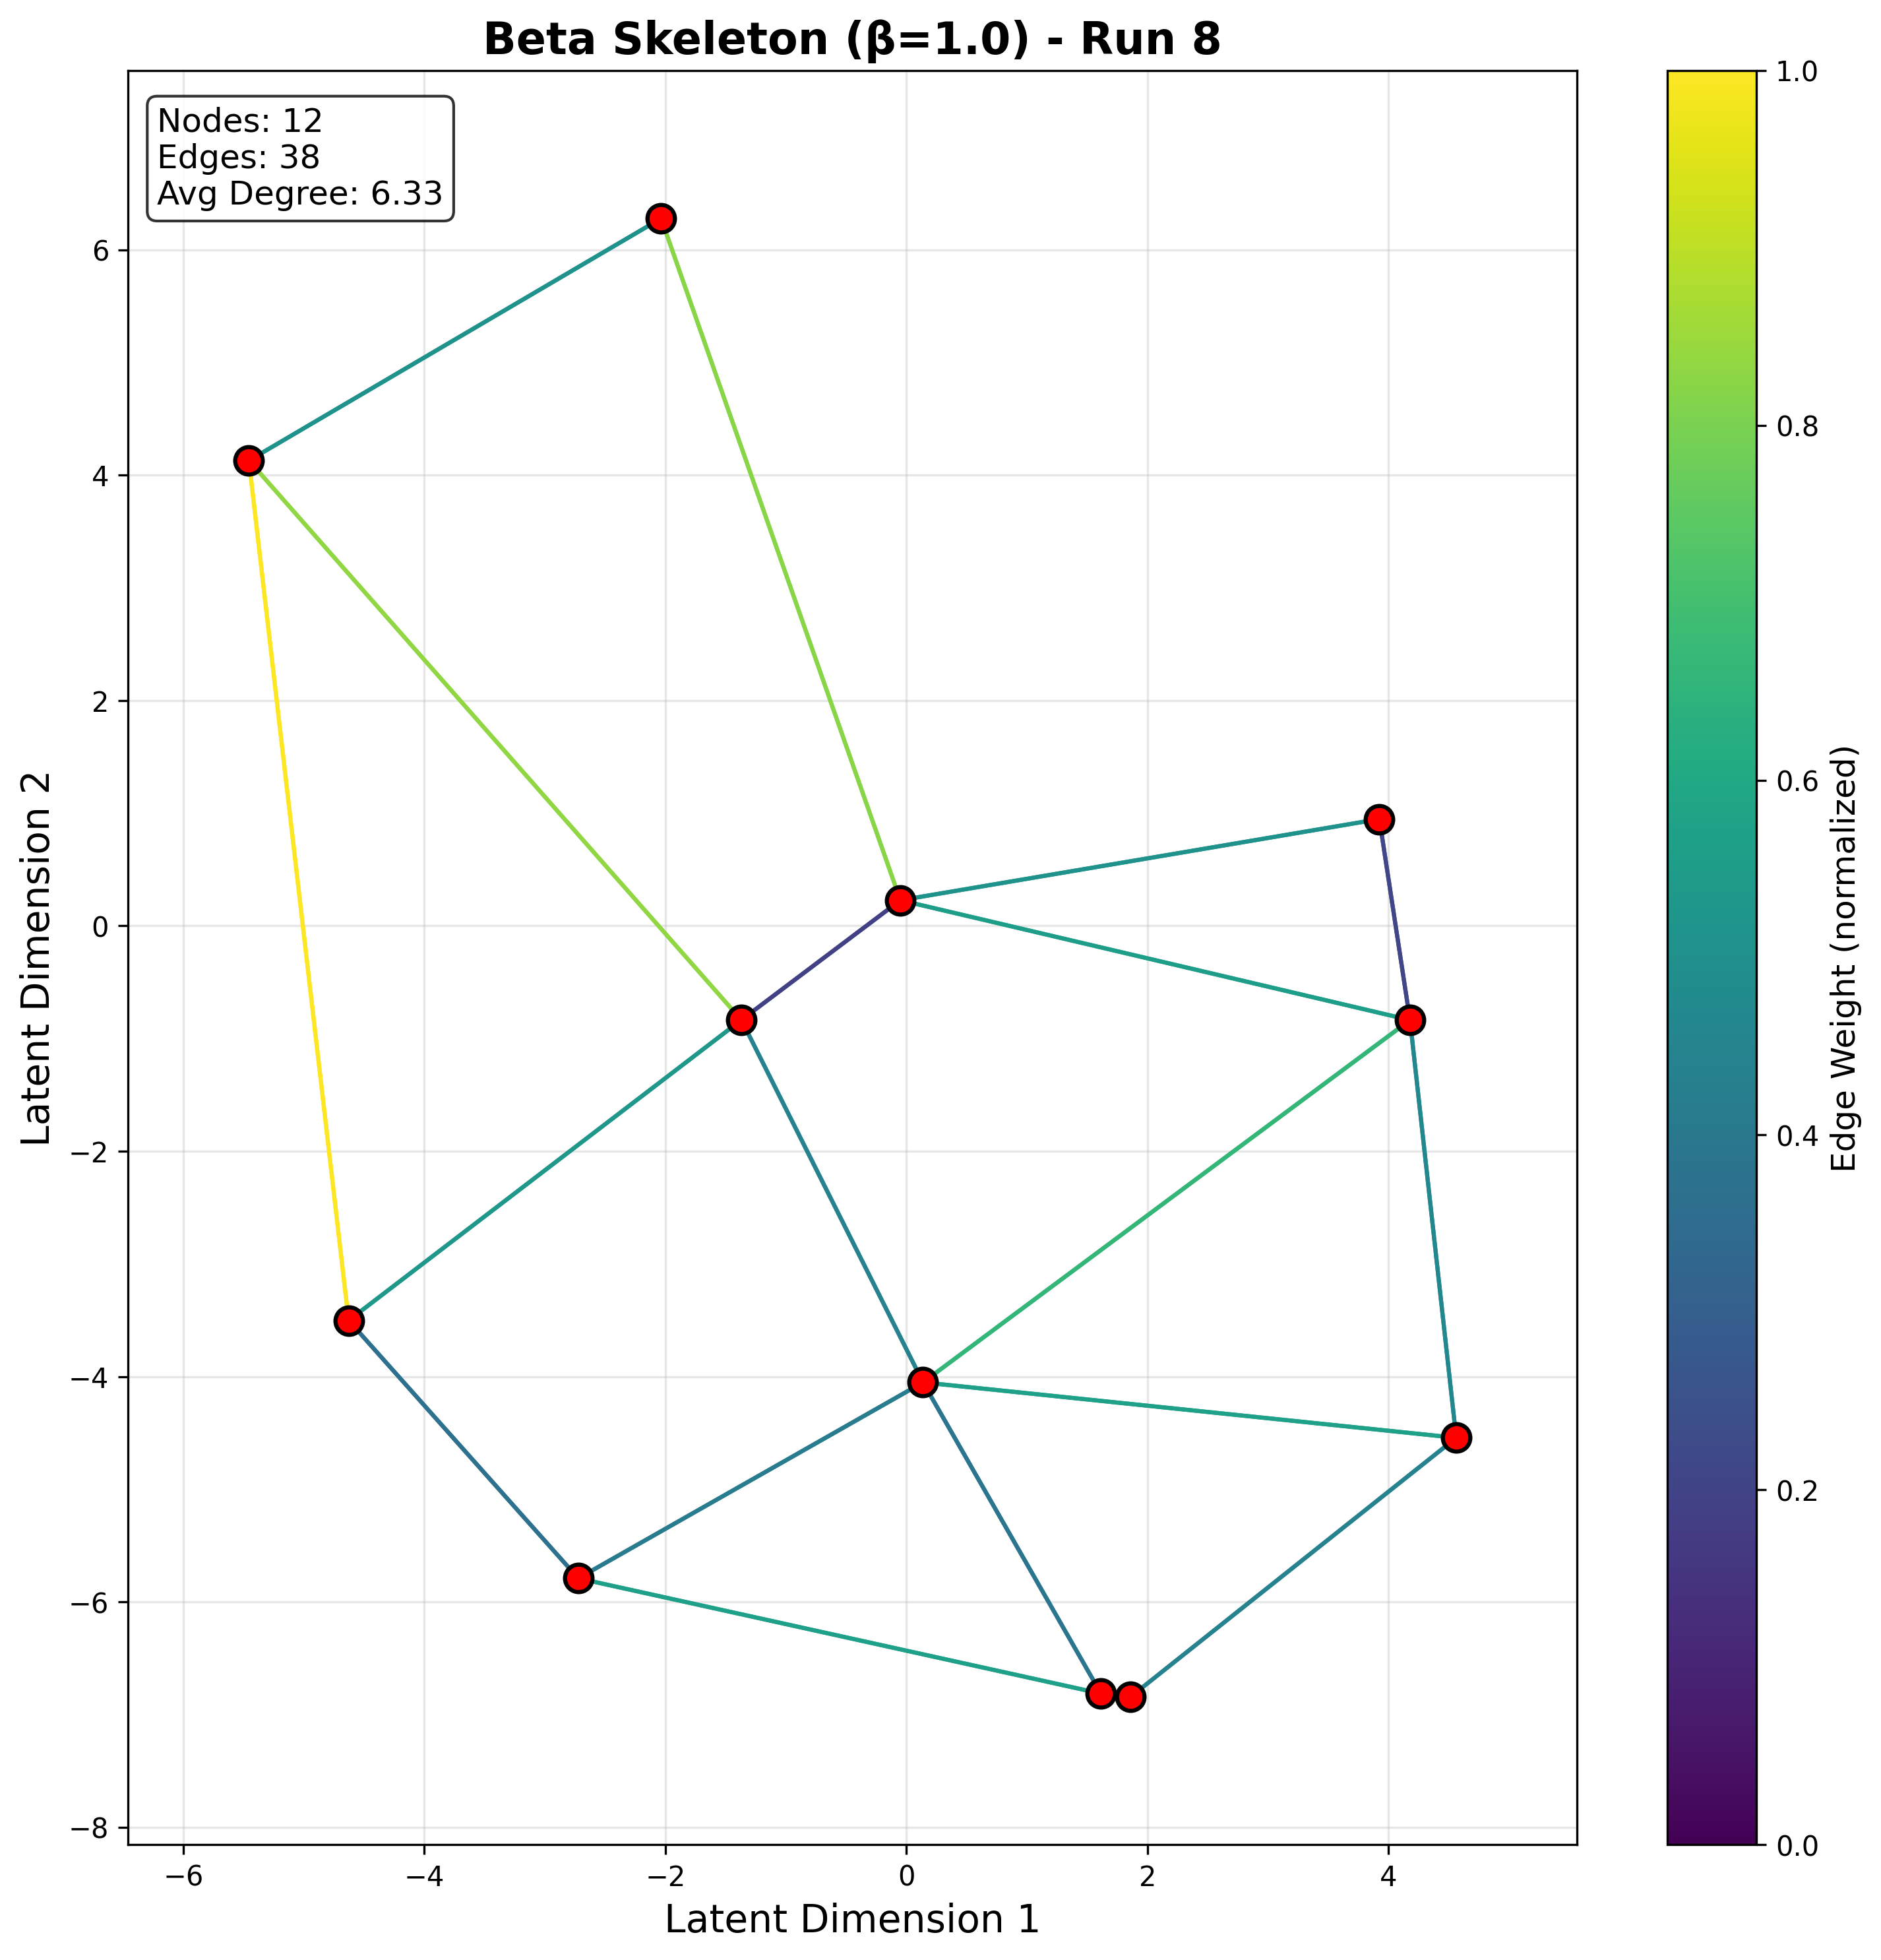 Beta Skeleton (β=1.0) - Run 8
Nodes: 12
Edges: 38
Avg Degree: 6.33
6
4
2
0
−2
−4
−6
−8
Latent Dimension 2
−6
−4
−2
0
2
4
Latent Dimension 1
1.0
0.8
0.6
0.4
0.2
0.0
Edge Weight (normalized)